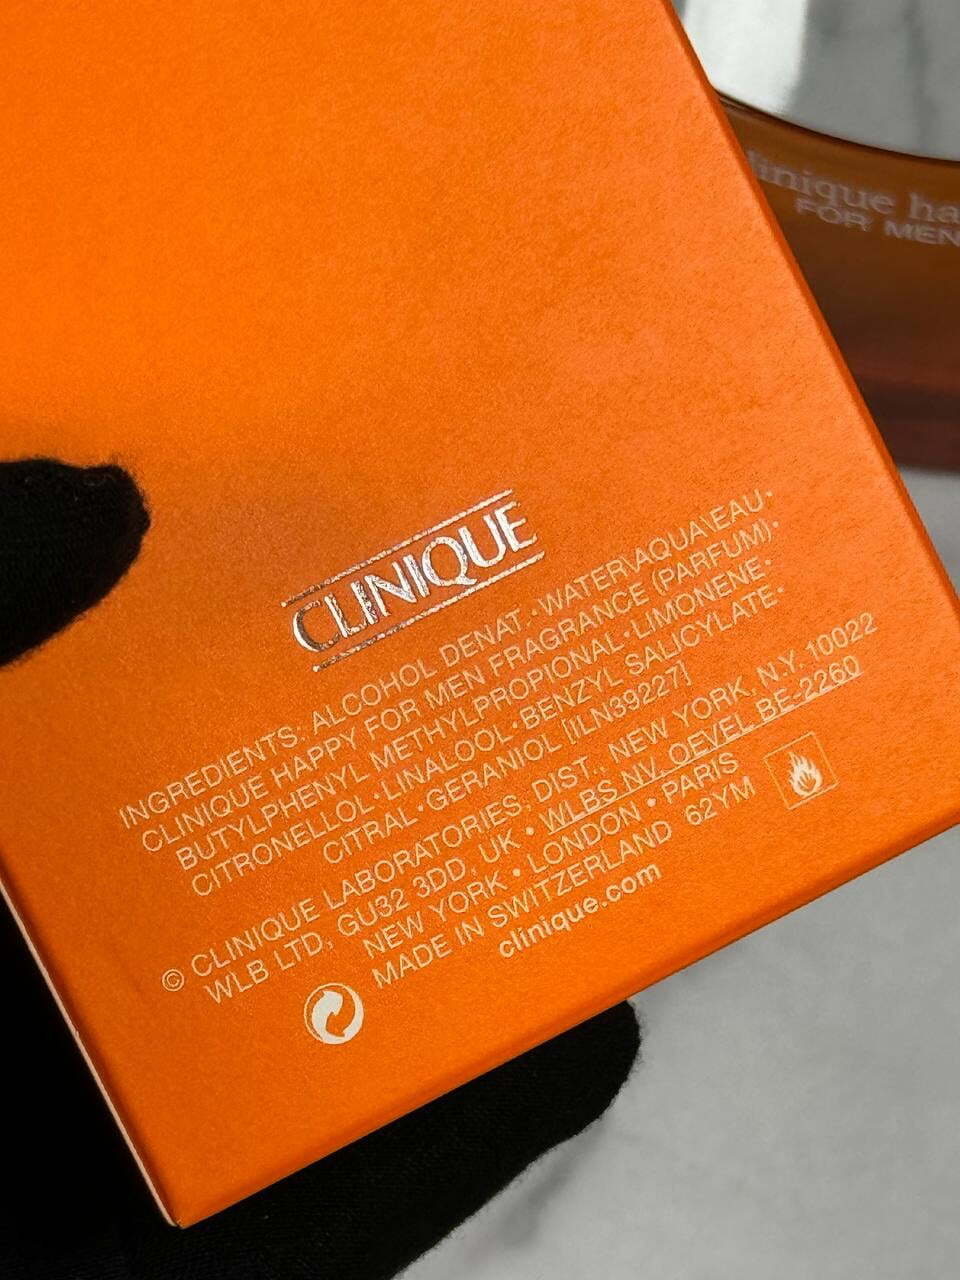 linique ha
FOR MEN
CLINIQUE
INGREDIENTS: ALCOHOL DENAT · WATER\AQUA\EAU ·
CLINIQUE HAPPY FOR MEN FRAGRANCE (PARFUM) ·
BUTYLPHENYL METHYLPROPIONAL · LIMONENE ·
CITRONELLOL · LINALOOL · BENZYL SALICYLATE ·
CITRAL · GERANIOL [ILN39227]
© CLINIQUE LABORATORIES, DIST., NEW YORK, N.Y. 10022
WLB LTD, GU32 3DD, UK • WLBS NV, OEVEL BE-2260
NEW YORK • LONDON • PARIS
MADE IN SWITZERLAND 62YM
clinique.com